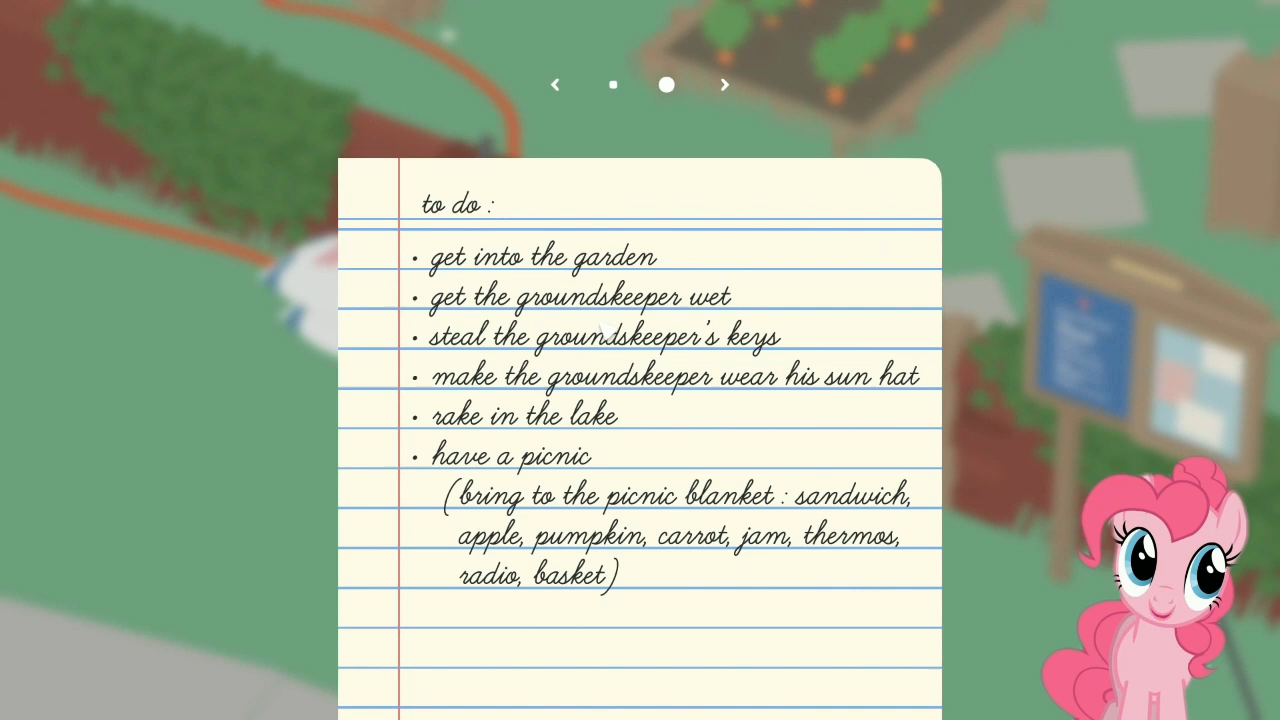 to do :
• get into the garden
• get the groundskeeper wet
• steal the groundskeeper's keys
• make the groundskeeper wear his sun hat
• rake in the lake
• have a picnic
(bring to the picnic blanket : sandwich,
apple, pumpkin, carrot, jam, thermos,
radio, basket)